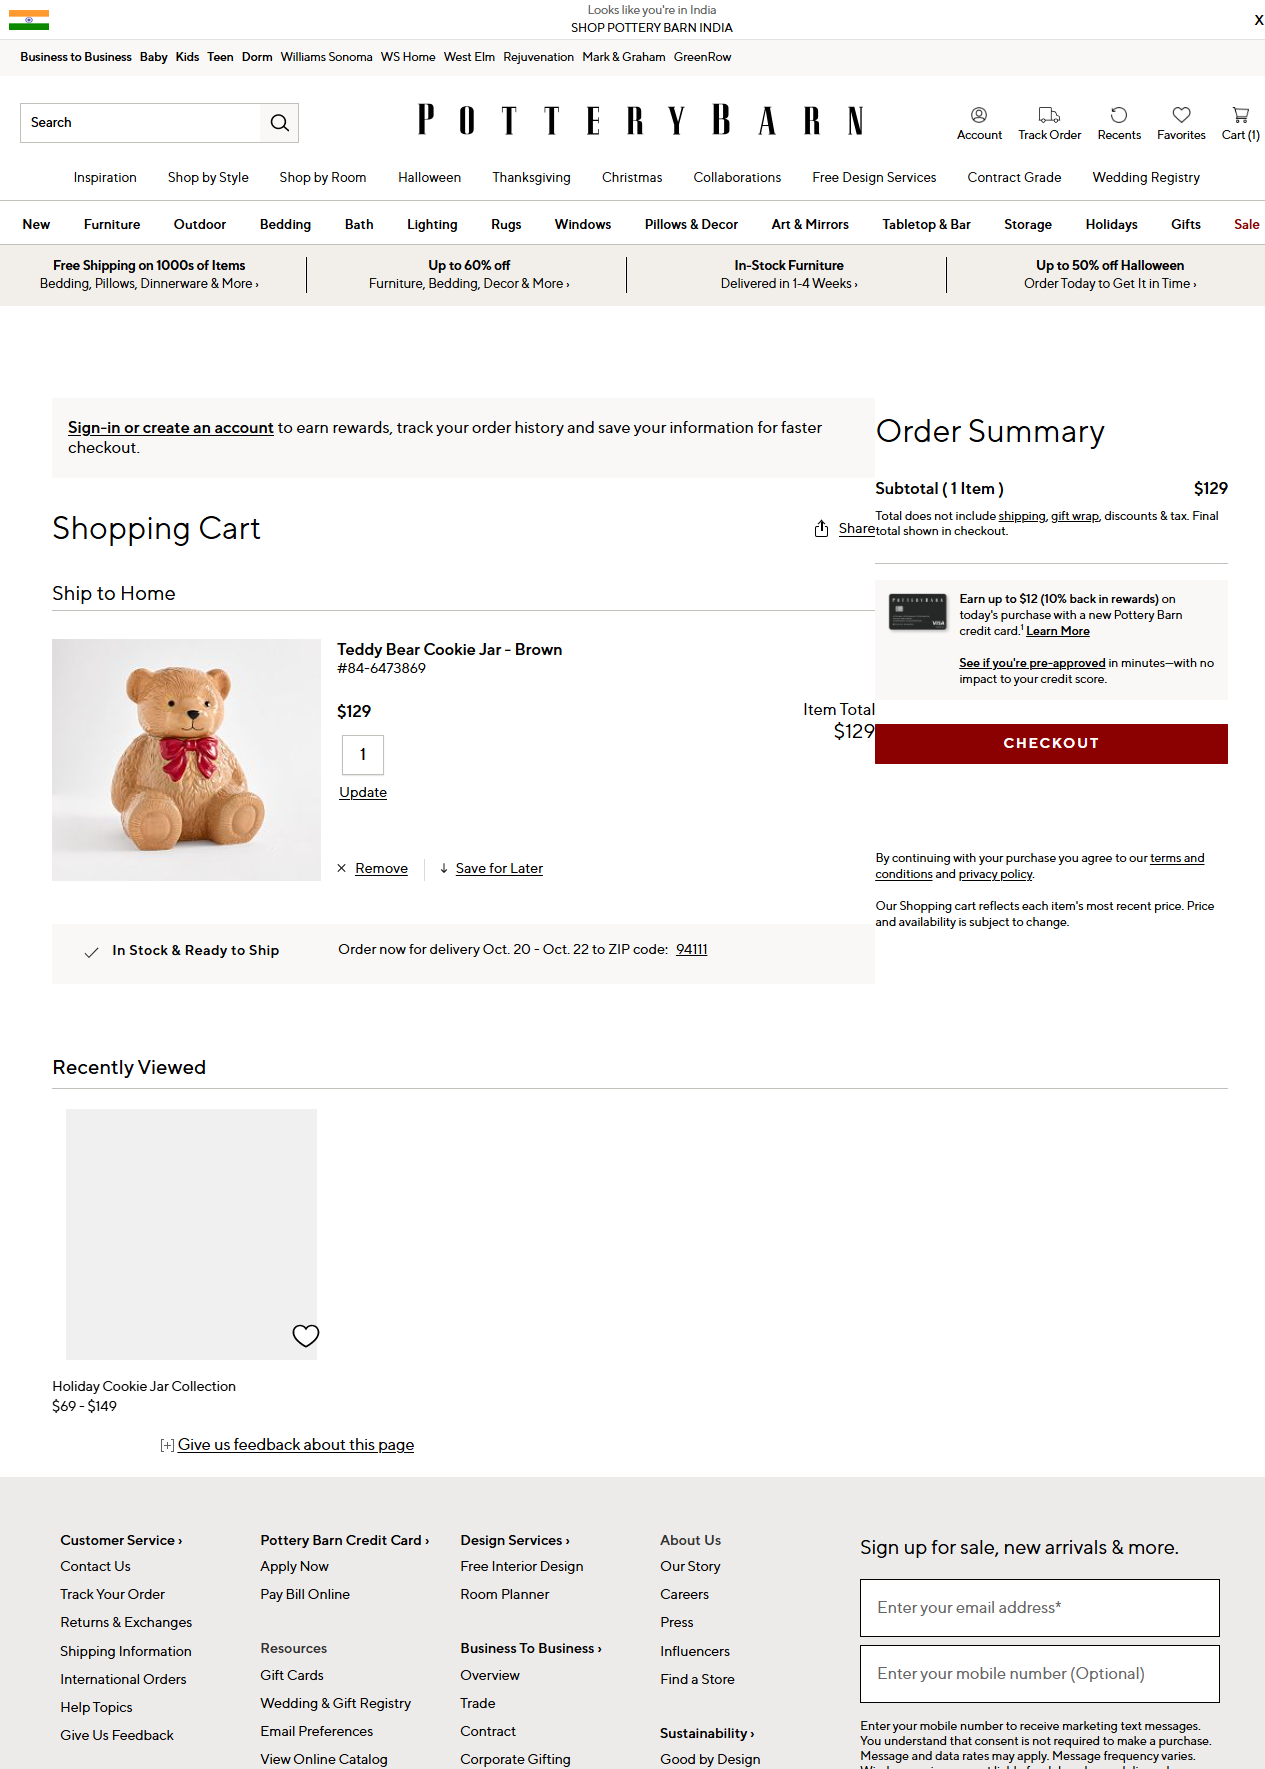 Looks like you're in India
SHOP POTTERY BARN INDIA
X
Business to Business Baby Kids Teen Dorm Williams Sonoma WS Home West Elm Rejuvenation Mark & Graham GreenRow
Search
POTTERYBARN
Account Track Order Recents Favorites Cart (1)
Inspiration Shop by Style Shop by Room Halloween Thanksgiving Christmas Collaborations Free Design Services Contract Grade Wedding Registry
New Furniture Outdoor Bedding Bath Lighting Rugs Windows Pillows & Decor Art & Mirrors Tabletop & Bar Storage Holidays Gifts Sale
Free Shipping on 1000s of Items
Bedding, Pillows, Dinnerware & More ›
Up to 60% off
Furniture, Bedding, Decor & More ›
In-Stock Furniture
Delivered in 1-4 Weeks ›
Up to 50% off Halloween
Order Today to Get It in Time ›
Sign-in or create an account to earn rewards, track your order history and save your information for faster
checkout.
Shopping Cart
Share
Ship to Home
Teddy Bear Cookie Jar - Brown
#84-6473869
$129
Item Total
$129
1
Update
Remove
Save for Later
In Stock & Ready to Ship
Order now for delivery Oct. 20 - Oct. 22 to ZIP code: 94111
Order Summary
Subtotal ( 1 Item ) $129
Total does not include shipping, gift wrap, discounts & tax. Final
total shown in checkout.
POTTERYBARN
VISA
Earn up to $12 (10% back in rewards) on
today's purchase with a new Pottery Barn
credit card.1 Learn More
See if you're pre-approved in minutes—with no
impact to your credit score.
CHECKOUT
By continuing with your purchase you agree to our terms and
conditions and privacy policy.
Our Shopping cart reflects each item's most recent price. Price
and availability is subject to change.
Recently Viewed
Holiday Cookie Jar Collection
$69 - $149
[+] Give us feedback about this page
Customer Service ›
Contact Us
Track Your Order
Returns & Exchanges
Shipping Information
International Orders
Help Topics
Give Us Feedback
Pottery Barn Credit Card ›
Apply Now
Pay Bill Online
Resources
Gift Cards
Wedding & Gift Registry
Email Preferences
View Online Catalog
Design Services ›
Free Interior Design
Room Planner
Business To Business ›
Overview
Trade
Contract
Corporate Gifting
About Us
Our Story
Careers
Press
Influencers
Find a Store
Sustainability ›
Good by Design
Sign up for sale, new arrivals & more.
Enter your email address*
Enter your mobile number (Optional)
Enter your mobile number to receive marketing text messages.
You understand that consent is not required to make a purchase.
Message and data rates may apply. Message frequency varies.